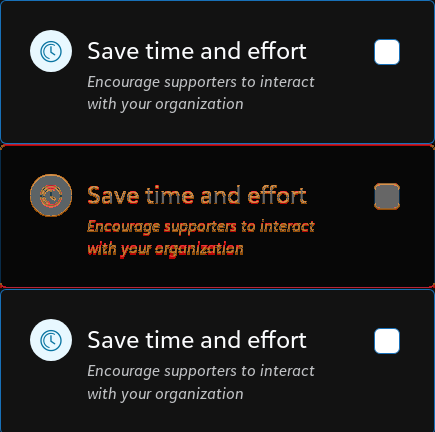 Save time and effort
Encourage supporters to interact
with your organization
Save time and effort
Encourage supporters to interact
with your organization
Save time and effort
Encourage supporters to interact
with your organization